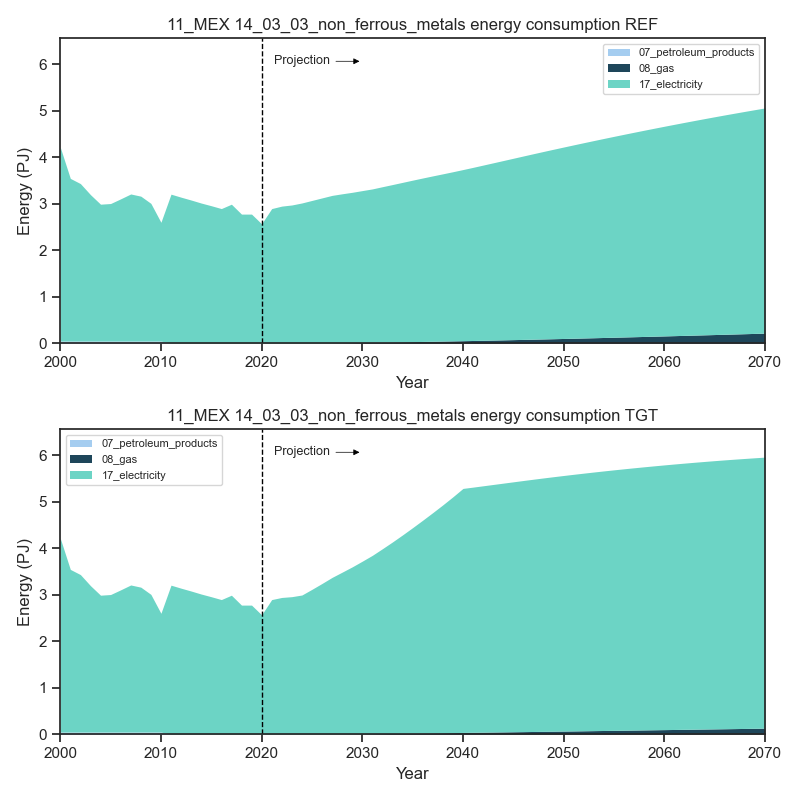 11_MEX 14_03_03_non_ferrous_metals energy consumption REF
6
5
4
3
2
1
0
Energy (PJ)
Projection
07_petroleum_products
08_gas
17_electricity
2000 2010 2020 2030 2040 2050 2060 2070
Year
11_MEX 14_03_03_non_ferrous_metals energy consumption TGT
6
5
4
3
2
1
0
Energy (PJ)
07_petroleum_products
08_gas
17_electricity
Projection
2000 2010 2020 2030 2040 2050 2060 2070
Year